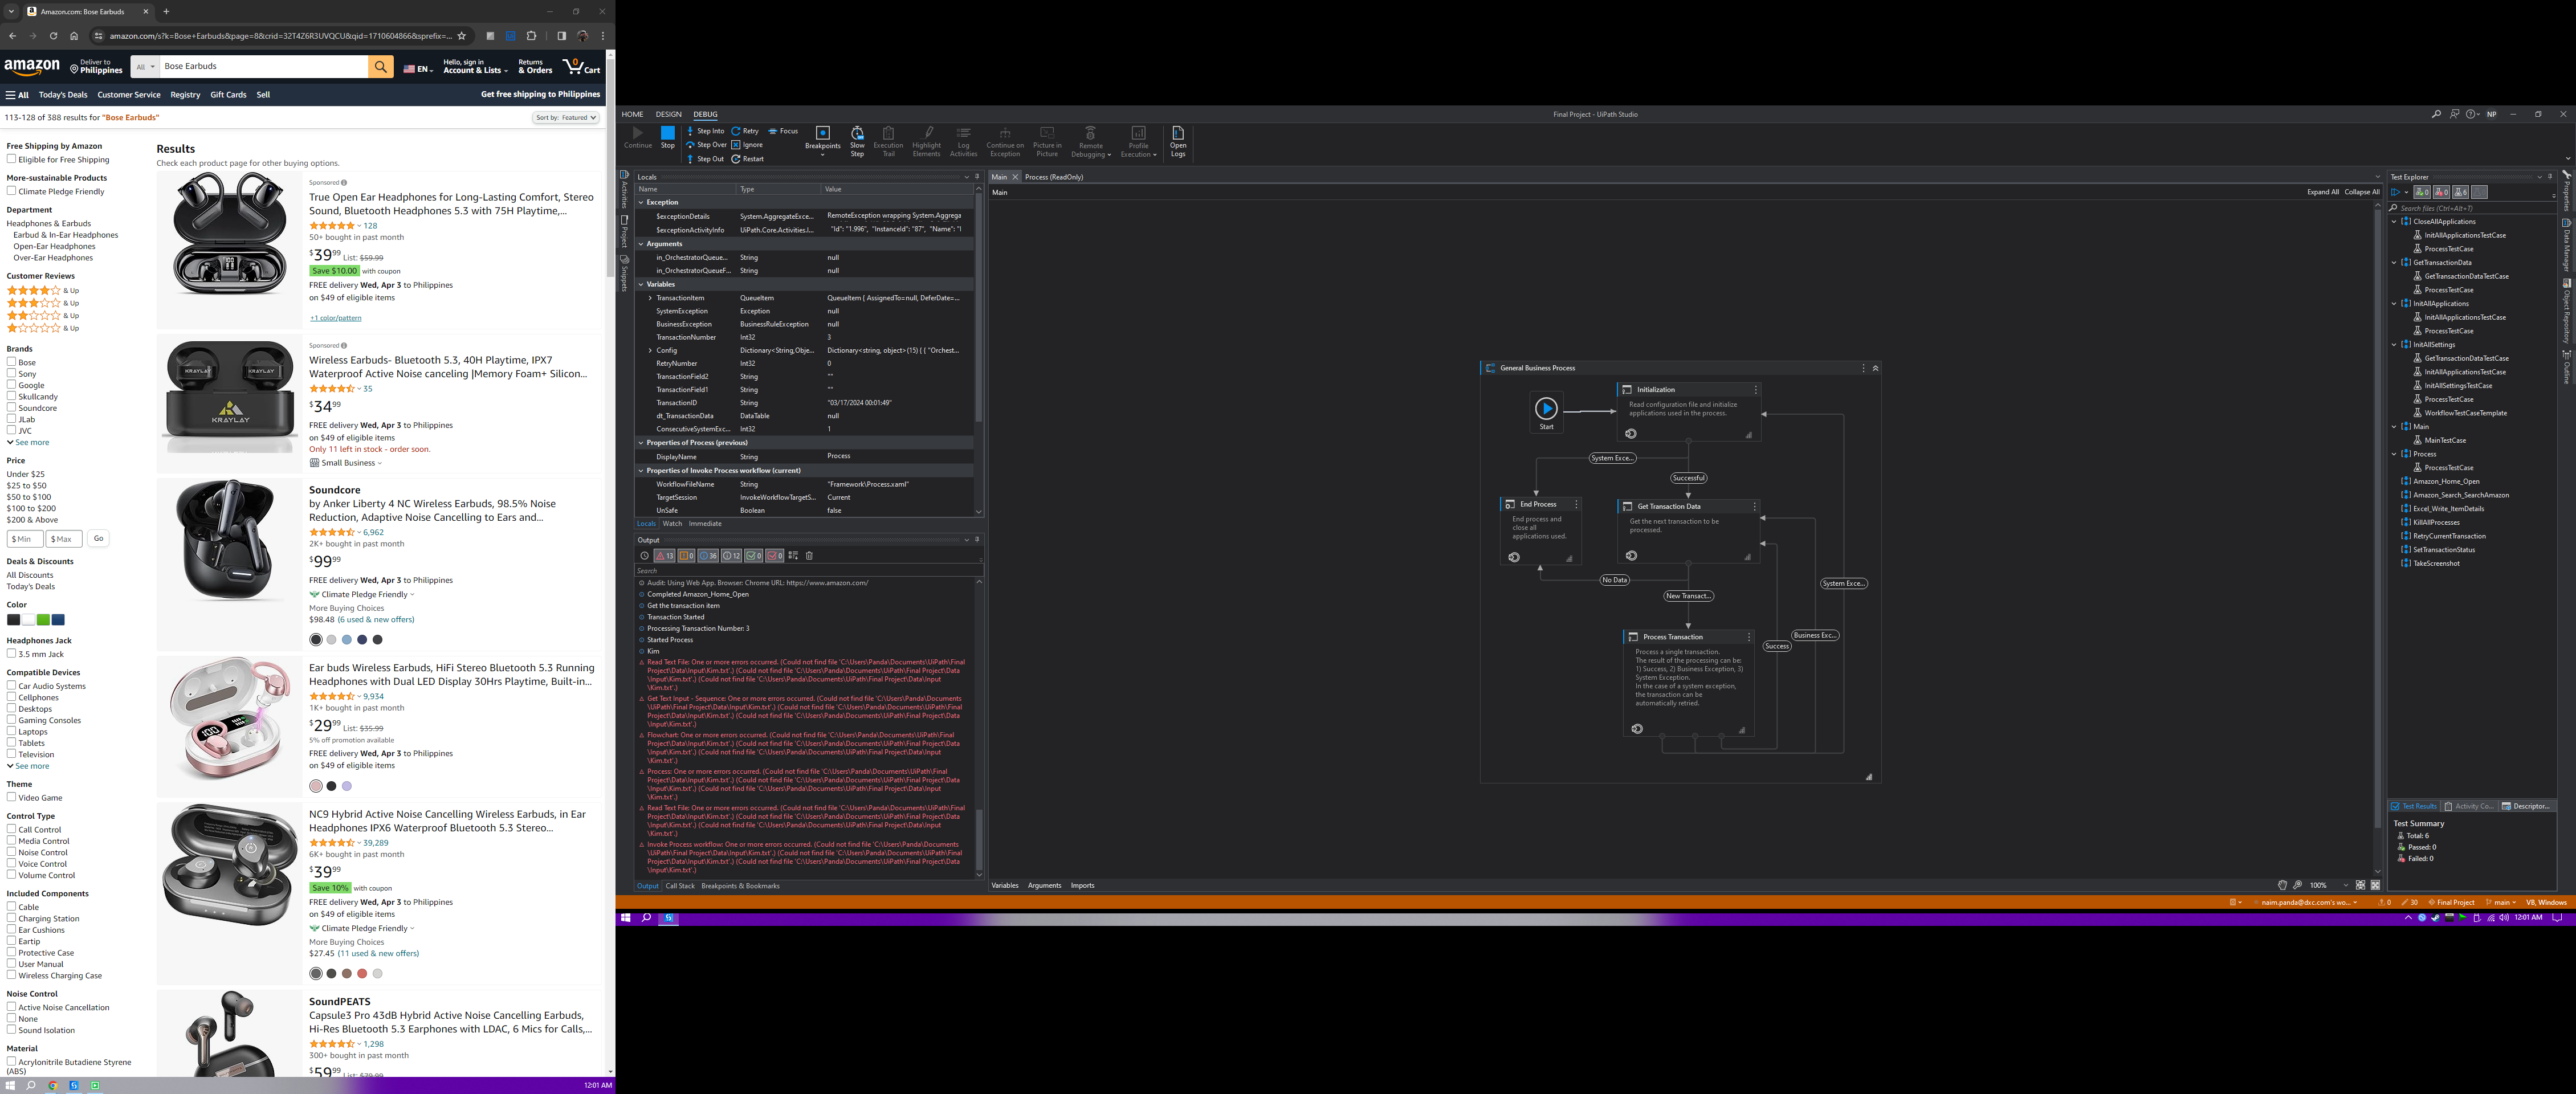 Amazon.com: Bose Earbuds
amazon.com/s?k=Bose+Earbuds&page=8&crid=32T4Z6R3UVQCU&qid=1710604866&sprefix=...
amazon
Deliver to
Philippines
All
Bose Earbuds
EN
Hello, sign in
Account & Lists
Returns
& Orders
0
Cart
All Today's Deals Customer Service Registry Gift Cards Sell
Get free shipping to Philippines
113-128 of 388 results for "Bose Earbuds"
Sort by: Featured
Free Shipping by Amazon
Eligible for Free Shipping
More-sustainable Products
Climate Pledge Friendly
Department
Headphones & Earbuds
Earbud & In-Ear Headphones
Open-Ear Headphones
Over-Ear Headphones
Customer Reviews
& Up
& Up
& Up
& Up
Brands
Bose
Sony
Google
Skullcandy
Soundcore
JLab
JVC
See more
Price
Under $25
$25 to $50
$50 to $100
$100 to $200
$200 & Above
$ Min $ Max Go
Deals & Discounts
All Discounts
Today's Deals
Color
Headphones Jack
3.5 mm Jack
Compatible Devices
Car Audio Systems
Cellphones
Desktops
Gaming Consoles
Laptops
Tablets
Television
See more
Theme
Video Game
Control Type
Call Control
Media Control
Noise Control
Voice Control
Volume Control
Included Components
Cable
Charging Station
Ear Cushions
Eartip
Protective Case
User Manual
Wireless Charging Case
Noise Control
Active Noise Cancellation
None
Sound Isolation
Material
Acrylonitrile Butadiene Styrene
(ABS)
Results
Check each product page for other buying options.
Sponsored
True Open Ear Headphones for Long-Lasting Comfort, Stereo
Sound, Bluetooth Headphones 5.3 with 75H Playtime,...
128
50+ bought in past month
$39.99 List: $59.99
Save $10.00 with coupon
FREE delivery Wed, Apr 3 to Philippines
on $49 of eligible items
+1 color/pattern
Sponsored
Wireless Earbuds- Bluetooth 5.3, 40H Playtime, IPX7
Waterproof Active Noise canceling |Memory Foam+ Silicon...
35
$34.99
FREE delivery Wed, Apr 3 to Philippines
on $49 of eligible items
Only 11 left in stock - order soon.
Small Business
KRAYLAY KRAYLAY
KRAYLAY
Soundcore
by Anker Liberty 4 NC Wireless Earbuds, 98.5% Noise
Reduction, Adaptive Noise Cancelling to Ears and...
6,962
2K+ bought in past month
$99.99
FREE delivery Wed, Apr 3 to Philippines
Climate Pledge Friendly
More Buying Choices
$98.48 (6 used & new offers)
Ear buds Wireless Earbuds, HiFi Stereo Bluetooth 5.3 Running
Headphones with Dual LED Display 30Hrs Playtime, Built-in...
9,934
1K+ bought in past month
$29.99 List: $35.99
5% off promotion available
FREE delivery Wed, Apr 3 to Philippines
on $49 of eligible items
NC9 Hybrid Active Noise Cancelling Wireless Earbuds, in Ear
Headphones IPX6 Waterproof Bluetooth 5.3 Stereo...
39,289
6K+ bought in past month
$39.99
Save 10% with coupon
FREE delivery Wed, Apr 3 to Philippines
on $49 of eligible items
Climate Pledge Friendly
More Buying Choices
$27.45 (11 used & new offers)
SoundPEATS
Capsule3 Pro 43dB Hybrid Active Noise Cancelling Earbuds,
Hi-Res Bluetooth 5.3 Earphones with LDAC, 6 Mics for Calls,...
1,298
300+ bought in past month
$59.99 List: $79.99
12:01 AM
HOME DESIGN DEBUG
Final Project - UiPath Studio
NP
Continue
Stop
Step Into
Step Over
Step Out
Retry
Ignore
Restart
Focus
Breakpoints
Slow
Step
Execution
Trail
Highlight
Elements
Log
Activities
Continue on
Exception
Picture in
Picture
Remote
Debugging
Profile
Execution
Open
Logs
Activities
Project
Snippets
Locals
Name Type Value
Exception
$exceptionDetails System.AggregateExce... RemoteException wrapping System.Aggrega
$exceptionActivityInfo UiPath.Core.Activities.I... "Id": "1.996", "InstanceId": "87", "Name": "I
Arguments
in_OrchestratorQueue... String null
in_OrchestratorQueueF... String null
Variables
TransactionItem QueueItem QueueItem { AssignedTo=null, DeferDate=...
SystemException Exception null
BusinessException BusinessRuleException null
TransactionNumber Int32 3
Config Dictionary<String,Obje... Dictionary<string, object>(15) { { "Orchest...
RetryNumber Int32 0
TransactionField2 String ""
TransactionField1 String ""
TransactionID String "03/17/2024 00:01:49"
dt_TransactionData DataTable null
ConsecutiveSystemExc... Int32 1
Properties of Process (previous)
DisplayName String Process
Properties of Invoke Process workflow (current)
WorkflowFileName String "Framework\Process.xaml"
TargetSession InvokeWorkflowTargetS... Current
UnSafe Boolean false
Locals Watch Immediate
Output
13 0 36 12 0 0
Search
Audit: Using Web App. Browser: Chrome URL: https://www.amazon.com/
Completed Amazon_Home_Open
Get the transaction item
Transaction Started
Processing Transaction Number: 3
Started Process
Kim
Read Text File: One or more errors occurred. (Could not find file 'C:\Users\Panda\Documents\UiPath\Final
Project\Data\Input\Kim.txt'.) (Could not find file 'C:\Users\Panda\Documents\UiPath\Final Project\Data
\Input\Kim.txt'.) (Could not find file 'C:\Users\Panda\Documents\UiPath\Final Project\Data\Input
\Kim.txt'.)
Get Text Input - Sequence: One or more errors occurred. (Could not find file 'C:\Users\Panda\Documents
\UiPath\Final Project\Data\Input\Kim.txt'.) (Could not find file 'C:\Users\Panda\Documents\UiPath\Final
Project\Data\Input\Kim.txt'.) (Could not find file 'C:\Users\Panda\Documents\UiPath\Final Project\Data
\Input\Kim.txt'.)
Flowchart: One or more errors occurred. (Could not find file 'C:\Users\Panda\Documents\UiPath\Final
Project\Data\Input\Kim.txt'.) (Could not find file 'C:\Users\Panda\Documents\UiPath\Final Project\Data
\Input\Kim.txt'.) (Could not find file 'C:\Users\Panda\Documents\UiPath\Final Project\Data\Input
\Kim.txt'.)
Process: One or more errors occurred. (Could not find file 'C:\Users\Panda\Documents\UiPath\Final
Project\Data\Input\Kim.txt'.) (Could not find file 'C:\Users\Panda\Documents\UiPath\Final Project\Data
\Input\Kim.txt'.) (Could not find file 'C:\Users\Panda\Documents\UiPath\Final Project\Data\Input
\Kim.txt'.)
Read Text File: One or more errors occurred. (Could not find file 'C:\Users\Panda\Documents\UiPath\Final
Project\Data\Input\Kim.txt'.) (Could not find file 'C:\Users\Panda\Documents\UiPath\Final Project\Data
\Input\Kim.txt'.) (Could not find file 'C:\Users\Panda\Documents\UiPath\Final Project\Data\Input
\Kim.txt'.)
Invoke Process workflow: One or more errors occurred. (Could not find file 'C:\Users\Panda\Documents
\UiPath\Final Project\Data\Input\Kim.txt'.) (Could not find file 'C:\Users\Panda\Documents\UiPath\Final
Project\Data\Input\Kim.txt'.) (Could not find file 'C:\Users\Panda\Documents\UiPath\Final Project\Data
\Input\Kim.txt'.)
Output Call Stack Breakpoints & Bookmarks
Main Process (ReadOnly)
Main
Expand All Collapse All
General Business Process
Start
Initialization
Read configuration file and initialize
applications used in the process.
System Exce...
Successful
End Process
End process and
close all
applications used.
Get Transaction Data
Get the next transaction to be
processed.
No Data
New Transact...
System Exce...
Business Exc...
Success
Process Transaction
Process a single transaction.
The result of the processing can be:
1) Success, 2) Business Exception, 3)
System Exception.
In the case of a system exception,
the transaction can be
automatically retried.
Variables Arguments Imports
100%
Test Explorer
0 0 6
Search files (Ctrl+Alt+T)
CloseAllApplications
InitAllApplicationsTestCase
ProcessTestCase
GetTransactionData
GetTransactionDataTestCase
ProcessTestCase
InitAllApplications
InitAllApplicationsTestCase
ProcessTestCase
InitAllSettings
GetTransactionDataTestCase
InitAllApplicationsTestCase
InitAllSettingsTestCase
ProcessTestCase
WorkflowTestCaseTemplate
Main
MainTestCase
Process
ProcessTestCase
Amazon_Home_Open
Amazon_Search_SearchAmazon
Excel_Write_ItemDetails
KillAllProcesses
RetryCurrentTransaction
SetTransactionStatus
TakeScreenshot
Test Results Activity Co... Descriptor...
Test Summary
Total: 6
Passed: 0
Failed: 0
Properties
Data Manager
Object Repository
Outline
naim.panda@dxc.com's wo...
0 30 Final Project main VB, Windows
12:01 AM